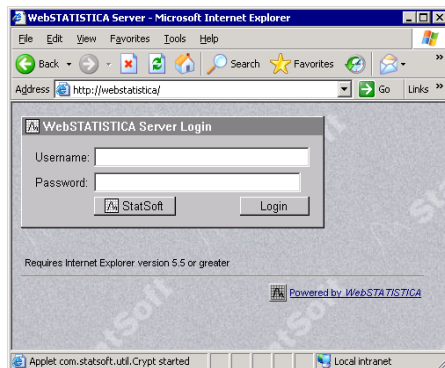 WebSTATISTICA Server - Microsoft Internet Explorer
File Edit View Favorites Tools Help
Back Search Favorites »
Address http://webstatistica/ Go Links »
WebSTATISTICA Server Login
Username:
Password:
StatSoft Login
Requires Internet Explorer version 5.5 or greater
Powered by WebSTATISTICA
StatSoft
Applet com.statsoft.util.Crypt started Local intranet